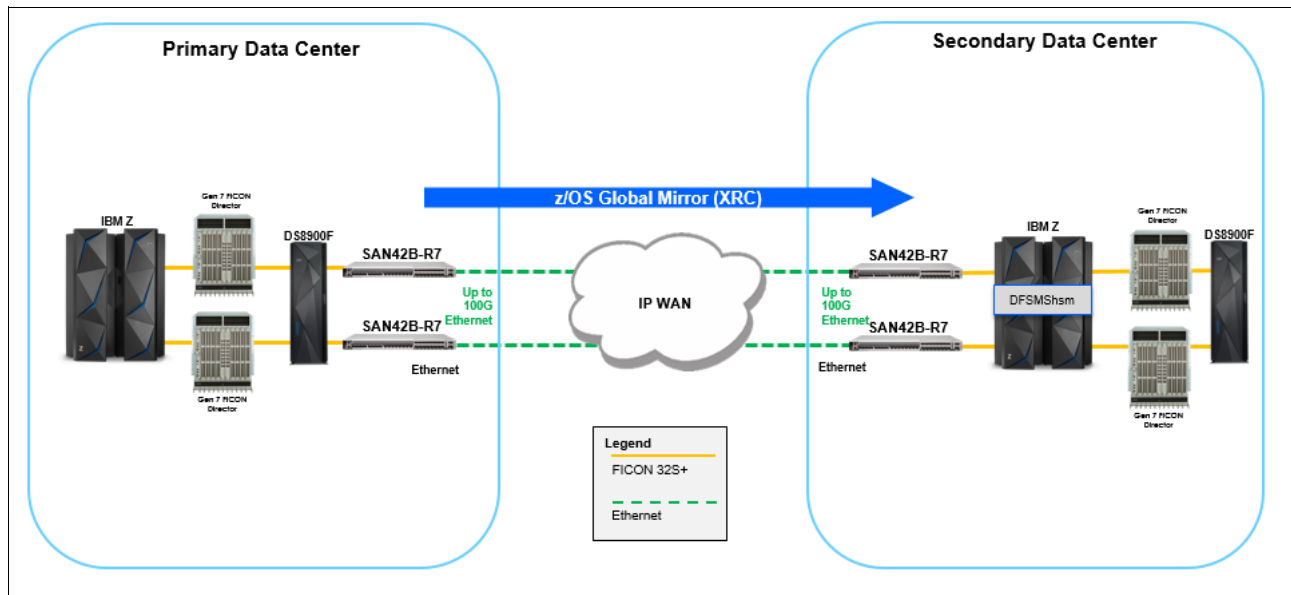 Primary Data Center
Secondary Data Center
z/OS Global Mirror (XRC)
Gen 7 FICON
Director
IBM Z
DS8900F
SAN42B-R7
Up to
100G
Ethernet
SAN42B-R7
Ethernet
Gen 7 FICON
Director
IP WAN
SAN42B-R7
Up to
100G
Ethernet
SAN42B-R7
Ethernet
IBM Z
DFSMShsm
Gen 7 FICON
Director
DS8900F
Gen 7 FICON
Director
Legend
FICON 32S+
Ethernet